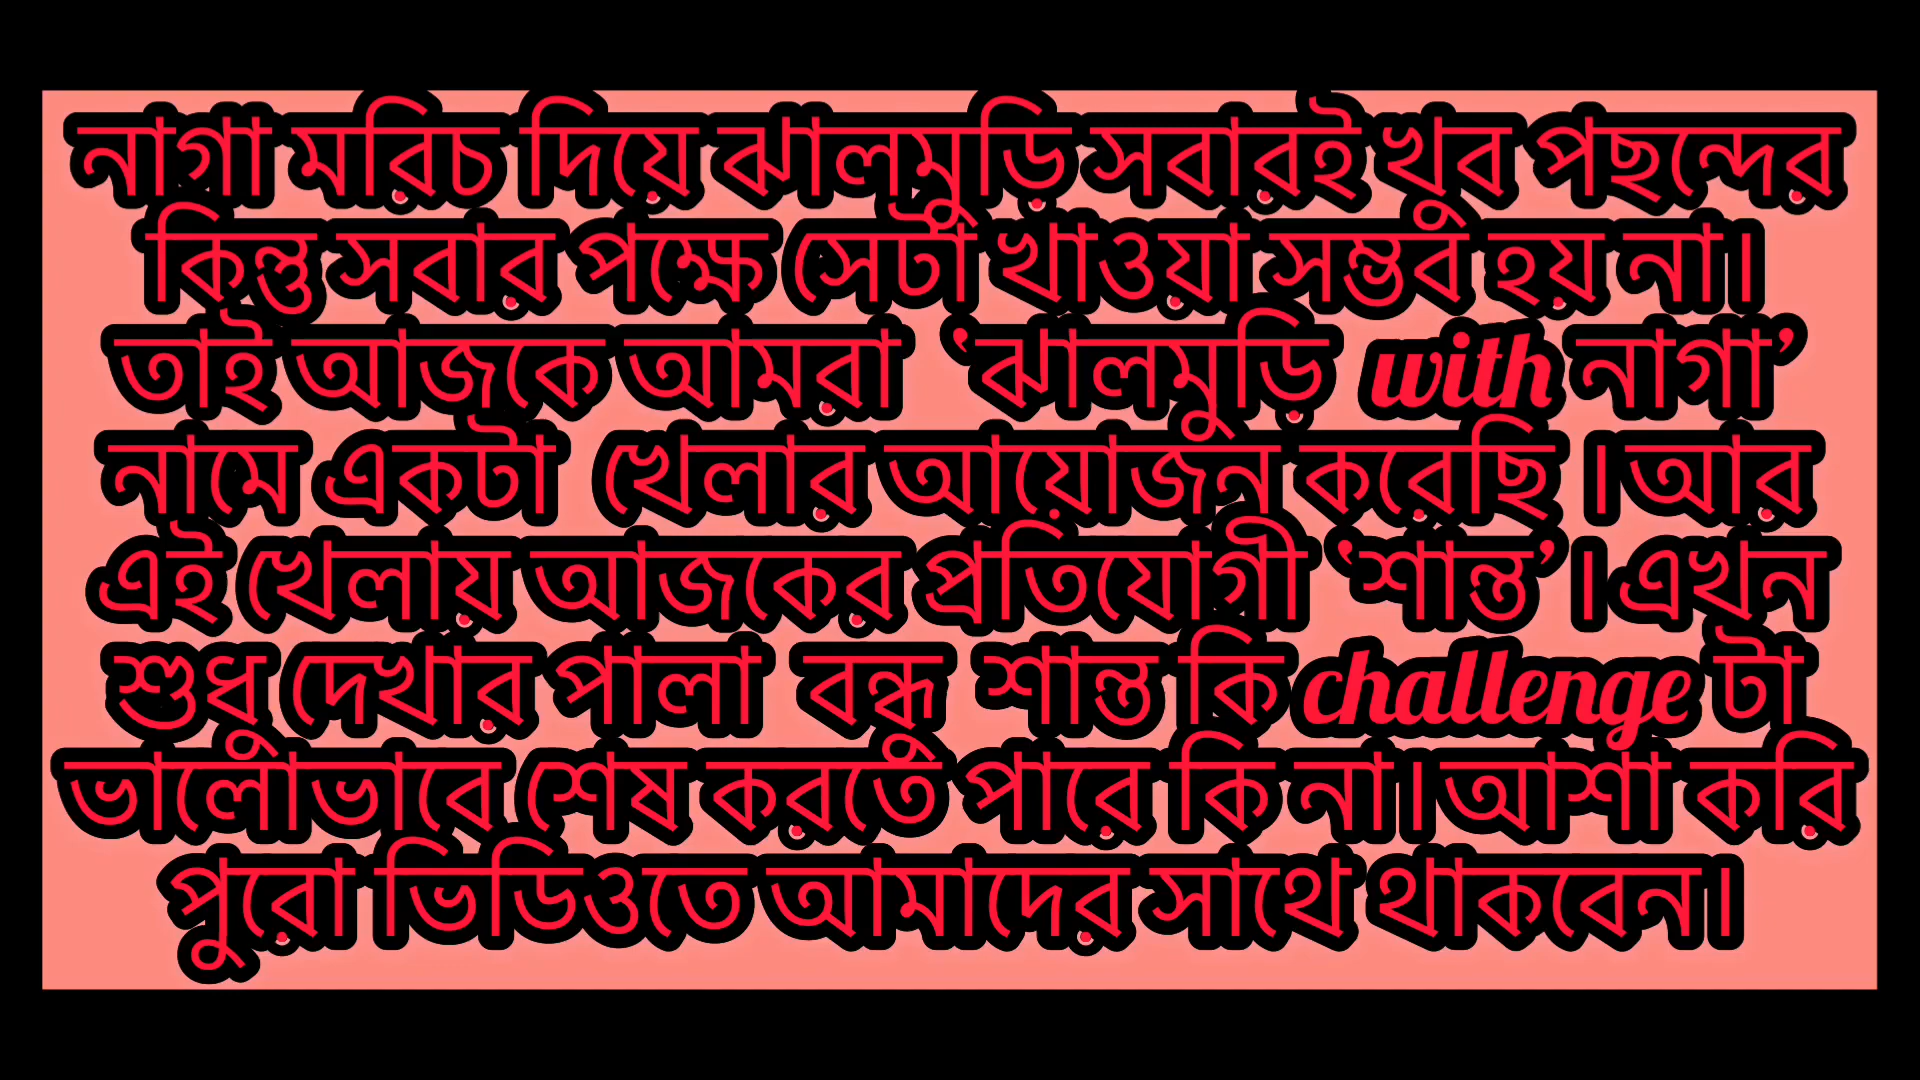 নাগা মরিচ দিয়ে ঝালমুড়ি সবারই খুব পছন্দের
কিন্তু সবার পক্ষে সেটা খাওয়া সম্ভব হয় না।
তাই আজকে আমরা ‘ঝালমুড়ি with নাগা’
নামে একটা খেলার আয়োজন করেছি । আর
এই খেলায় আজকের প্রতিযোগী ‘শান্ত’ । এখন
শুধু দেখার পালা বন্ধু শান্ত কি challenge টা
ভালোভাবে শেষ করতে পারে কি না। আশা করি
পুরো ভিডিওতে আমাদের সাথে থাকবেন।